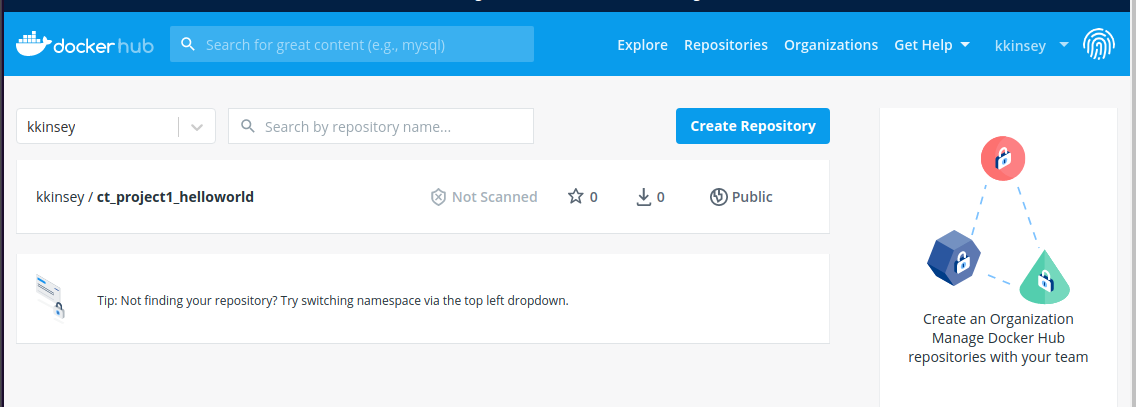 docker hub
Search for great content (e.g., mysql)
Explore
Repositories
Organizations
Get Help
kkinsey
kkinsey
Search by repository name...
Create Repository
kkinsey / ct_project1_helloworld
Not Scanned
0
0
Public
Tip: Not finding your repository? Try switching namespace via the top left dropdown.
Create an Organization
Manage Docker Hub
repositories with your team